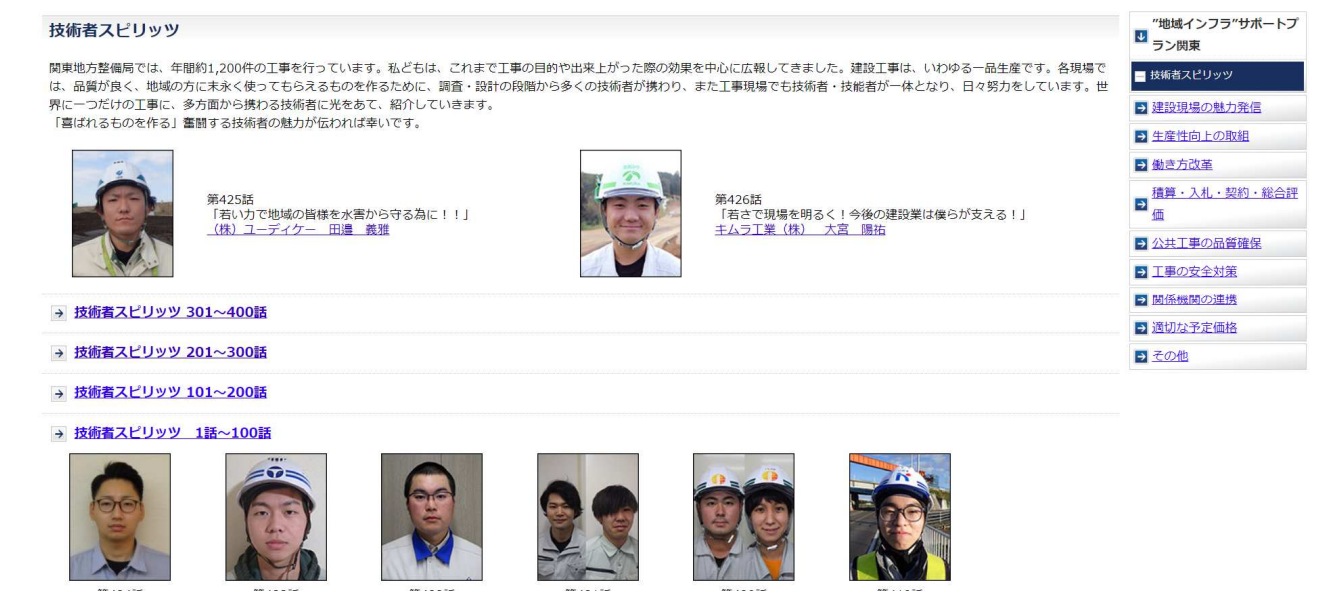 技術者スピリッツ
関東地方整備局では、年間約1,200件の工事を行っています。私どもは、これまで工事の目的や出来上がった際の効果を中心に広報してきました。建設工事は、いわゆる一品生産です。各現場で
は、品質が良く、地域の方に末永く使ってもらえるものを作るために、調査・設計の段階から多くの技術者が携わり、また工事現場でも技術者・技能者が一体となり、日々努力をしています。世
界に一つだけの工事に、多方面から携わる技術者に光をあて、紹介していきます。
「喜ばれるものを作る」奮闘する技術者の魅力が伝われば幸いです。
第425話
「若い力で地域の皆様を水害から守る為に！！」
（株）ユーディケー　田邉　義雅
第426話
「若さで現場を明るく！今後の建設業は僕らが支える！」
キムラ工業（株）　大宮　陽祐
技術者スピリッツ 301～400話
技術者スピリッツ 201～300話
技術者スピリッツ 101～200話
技術者スピリッツ　1話～100話
”地域インフラ”サポートプ
ラン関東
技術者スピリッツ
建設現場の魅力発信
生産性向上の取組
働き方改革
積算・入札・契約・総合評
価
公共工事の品質確保
工事の安全対策
関係機関の連携
適切な予定価格
その他